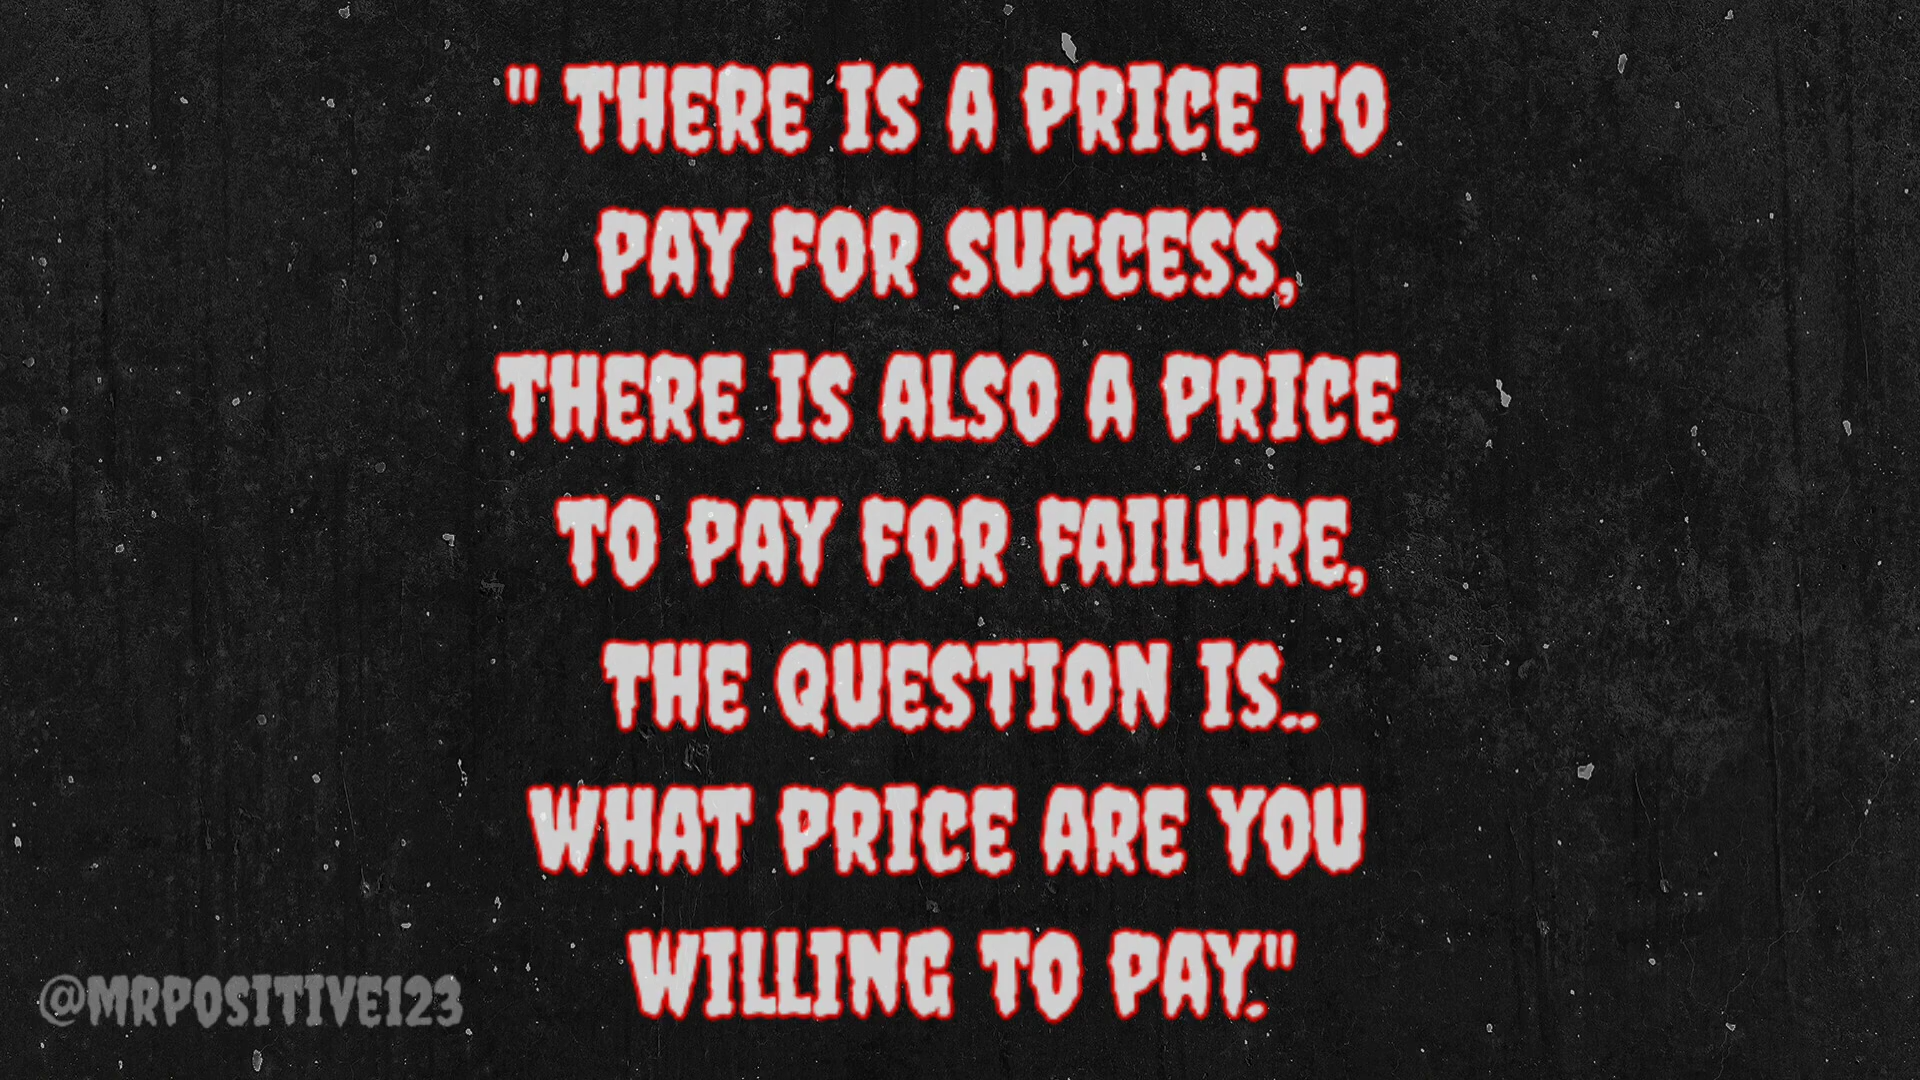 " THERE IS A PRICE TO
PAY FOR SUCCESS,
THERE IS ALSO A PRICE
TO PAY FOR FAILURE,
THE QUESTION IS..
WHAT PRICE ARE YOU
WILLING TO PAY."
@MRPOSITIVE123